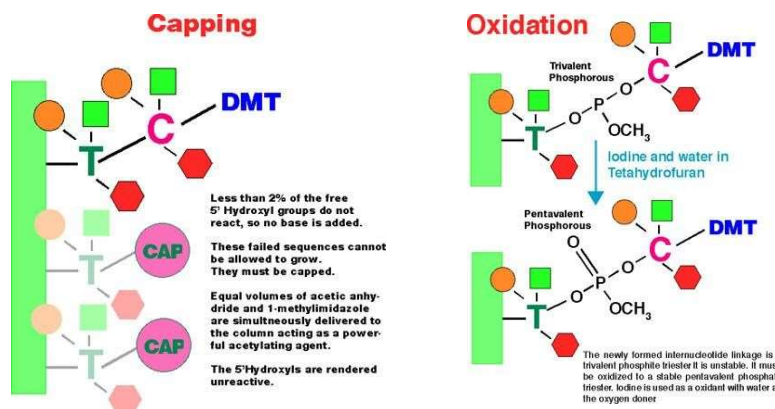 Capping
DMT
C
T
Less than 2% of the free
5' Hydroxyl groups do not
react, so no base is added.
T
CAP
These failed sequences cannot
be allowed to grow.
They must be capped.
Equal volumes of acetic anhy-
dride and 1-methylimidazole
are simultneously delivered to
the column acting as a power-
ful acetylating agent.
T
CAP
The 5'Hydroxyls are rendered
unreactive.
Oxidation
DMT
Trivalent
Phosphorous
C
O
P
O
T
OCH3
Iodine and water in
Tetahydrofuran
Pentavalent
Phosphorous
DMT
O
C
O
P
O
T
OCH3
The newly formed internucleotide linkage is
trivalent phosphite triester It is unstable. It mus
be oxidized to a stable pentavalent phosphat
triester. Iodine is used as a oxidant with water a
the oxygen doner